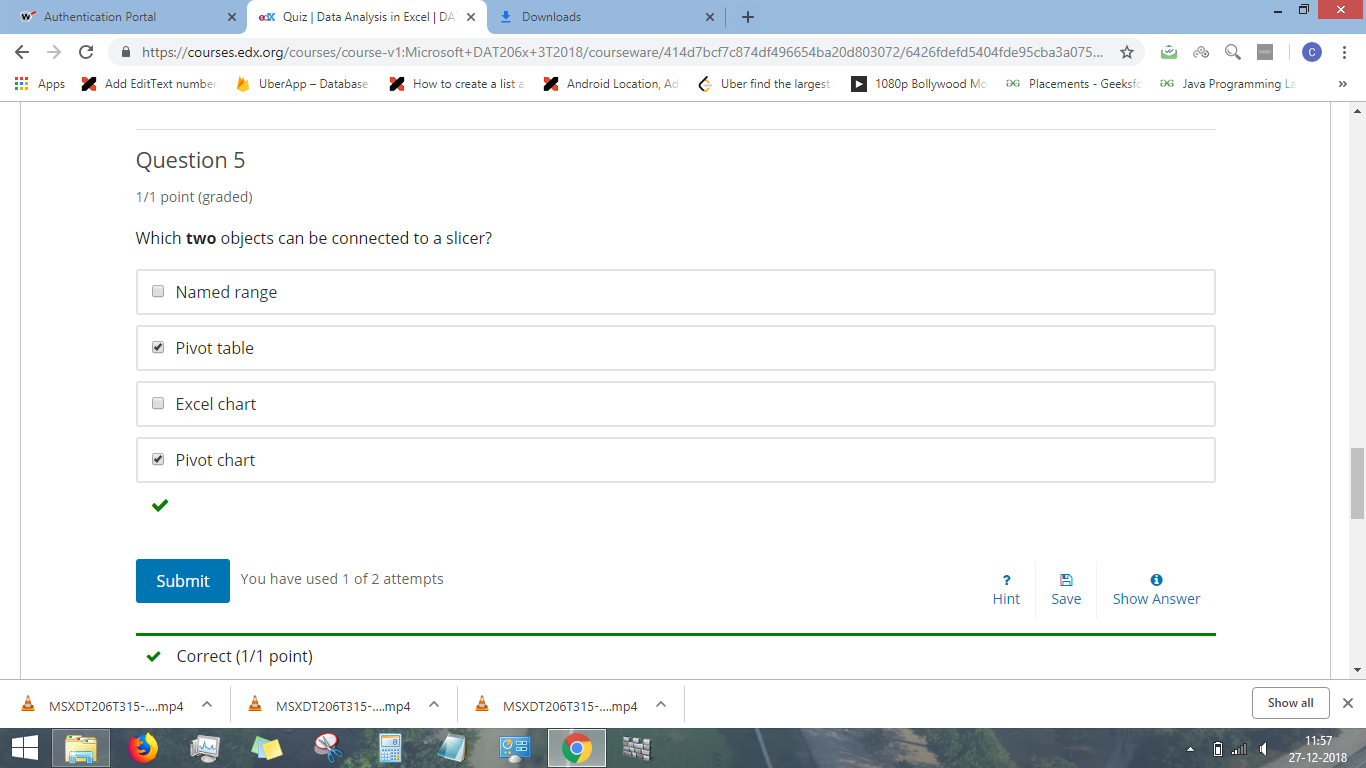 Authentication Portal
edX Quiz | Data Analysis in Excel | DA
Downloads
https://courses.edx.org/courses/course-v1:Microsoft+DAT206x+3T2018/courseware/414d7bcf7c874df496654ba20d803072/6426fdefd5404fde95cba3a075...
C
Apps Add EditText number UberApp – Database How to create a list a Android Location, Ad Uber find the largest 1080p Bollywood Mo Placements - Geeksfo Java Programming La »
Question 5
1/1 point (graded)
Which two objects can be connected to a slicer?
Named range
Pivot table
Excel chart
Pivot chart
Submit You have used 1 of 2 attempts
? Hint
Save
Show Answer
Correct (1/1 point)
MSXDT206T315-....mp4 MSXDT206T315-....mp4 MSXDT206T315-....mp4 Show all
11:57
27-12-2018